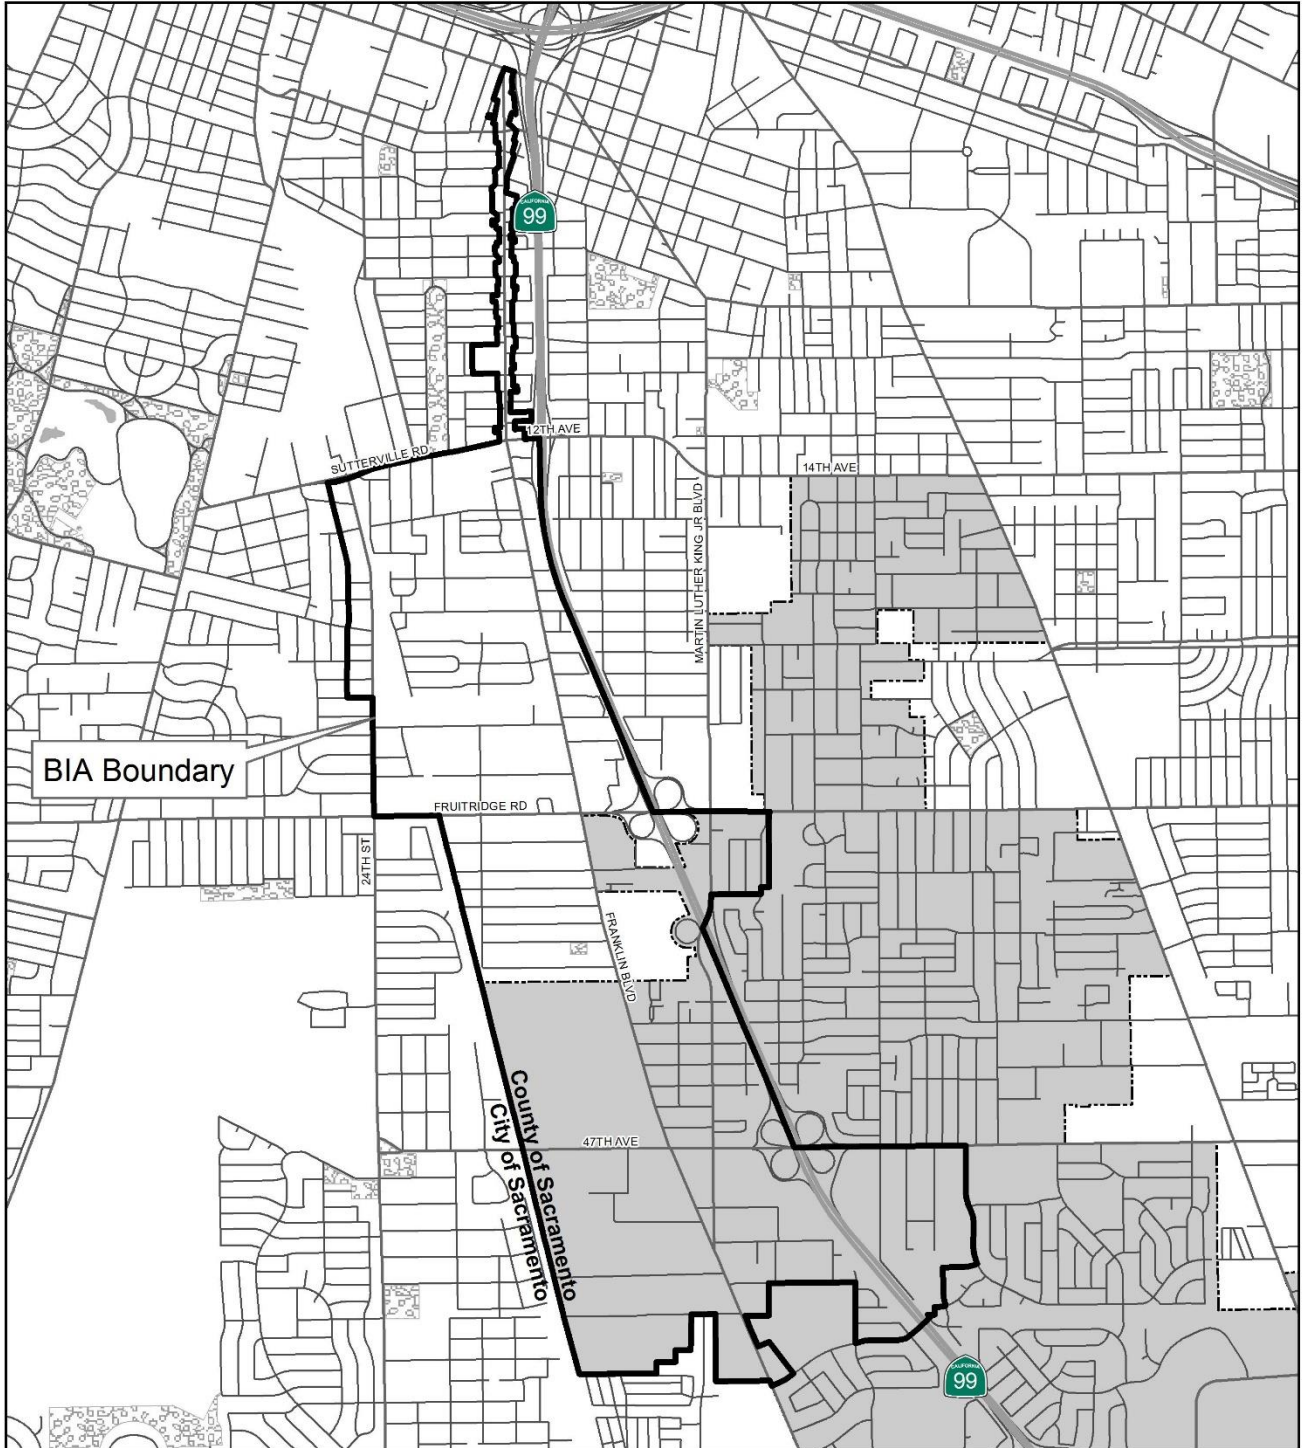 CALIFORNIA
99
12TH AVE
SUTTERVILLE RD
14TH AVE
MARTIN LUTHER KING JR BLVD
BIA Boundary
FRUITRIDGE RD
24TH ST
FRANKLIN BLVD
County of Sacramento
City of Sacramento
47TH AVE
CALIFORNIA
99